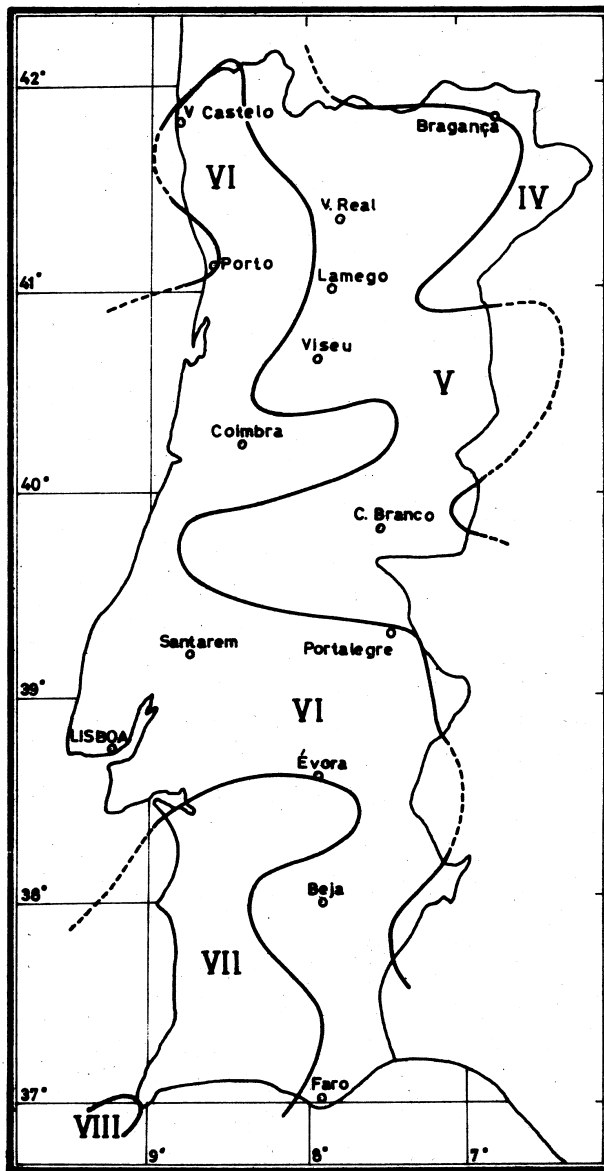 42°
V Castelo
Bragança
VI
IV
V. Real
Porto
Lamego
41°
Viseu
V
Coimbra
40°
C. Branco
Santarem
Portalegre
39°
VI
LISBOA
Évora
38°
Beja
VII
37°
Faro
VIII
9°
8°
7°